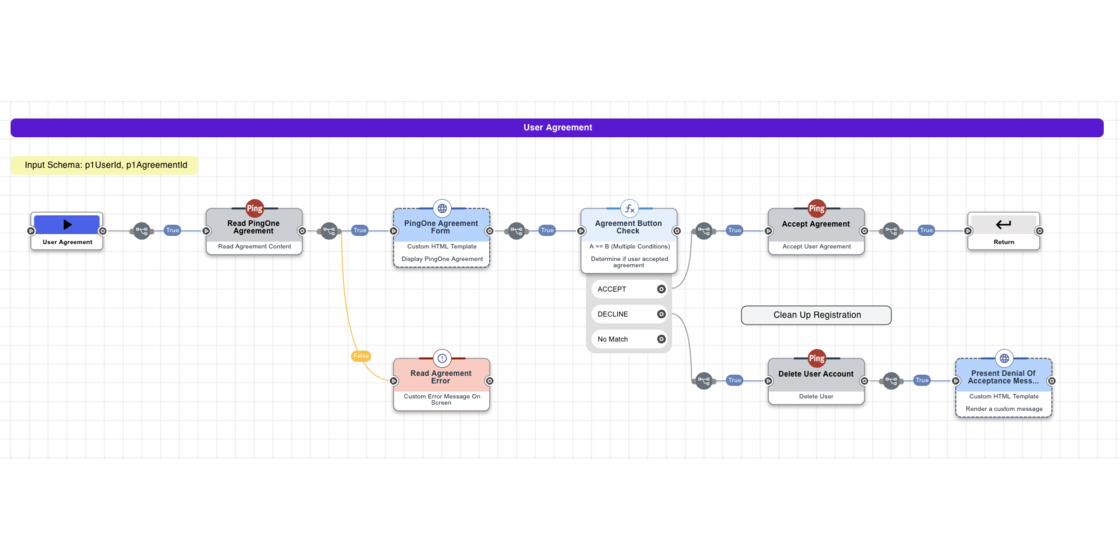 User Agreement
Input Schema: p1UserId, p1AgreementId
User Agreement
True
Ping
Read PingOne
Agreement
Read Agreement Content
True
False
PingOne Agreement
Form
Custom HTML Template
Display PingOne Agreement
True
fx
Agreement Button
Check
A == B (Multiple Conditions)
Determine if user accepted
agreement
ACCEPT
DECLINE
No Match
True
Ping
Accept Agreement
Accept User Agreement
True
Return
Read Agreement
Error
Custom Error Message On
Screen
Clean Up Registration
True
Ping
Delete User Account
Delete User
True
Present Denial Of
Acceptance Mess...
Custom HTML Template
Render a custom message